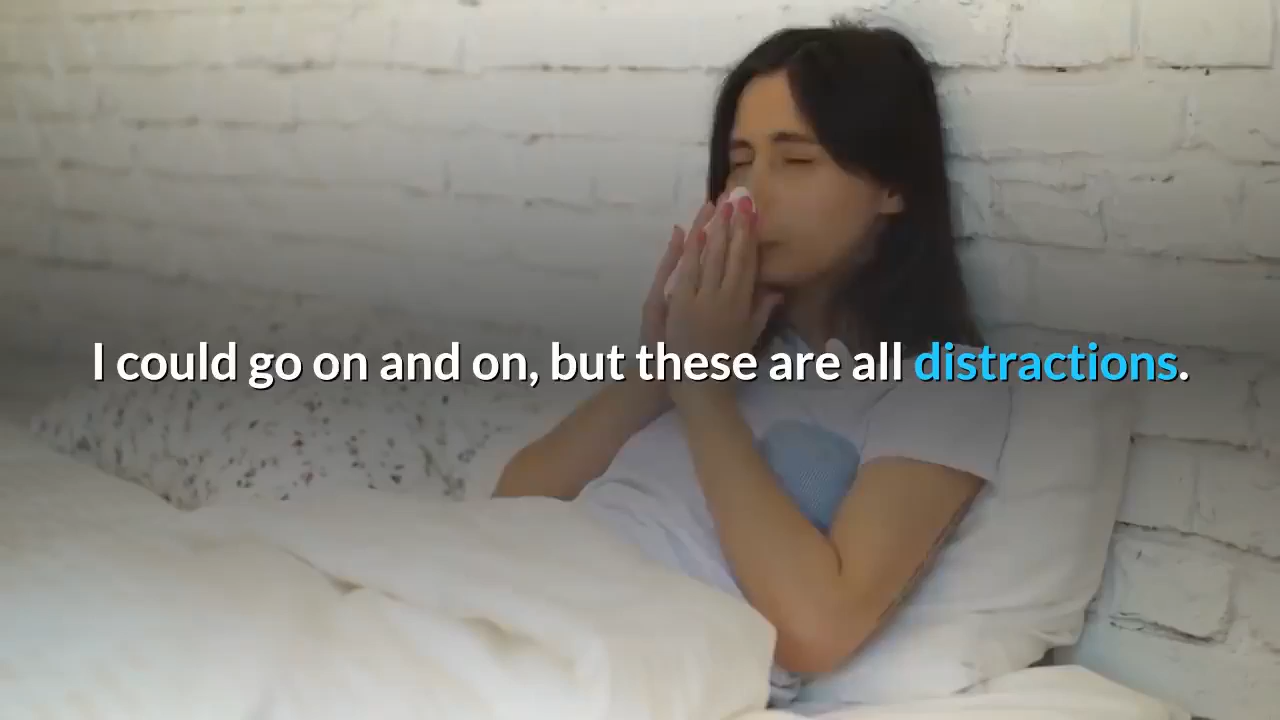 I could go on and on, but these are all distractions.